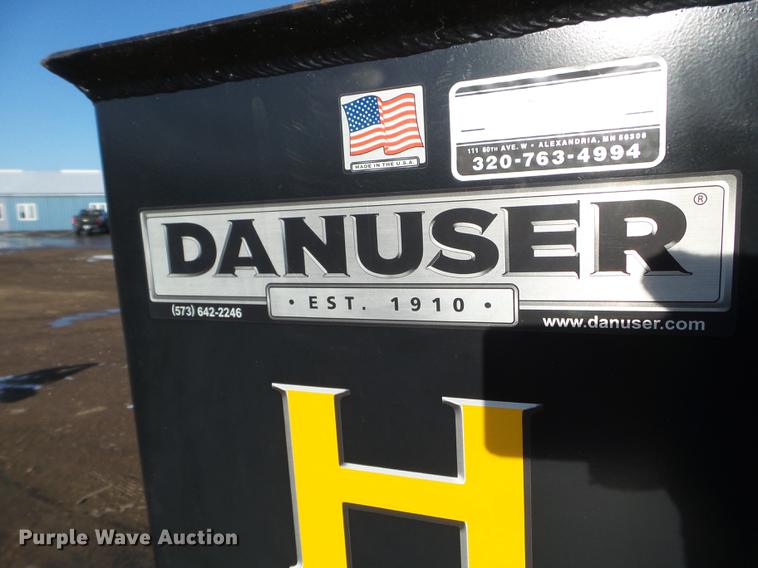 MADE IN THE U.S.A.
111 50TH AVE. W • ALEXANDRIA, MN 56308
320-763-4994
DANUSER®
• EST. 1910 •
(573) 642-2246
www.danuser.com
H
Purple Wave Auction